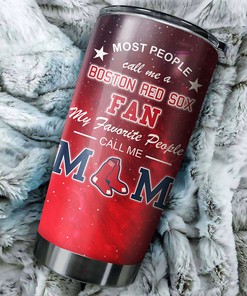 MOST PEOPLE
call me a
BOSTON RED SOX
FAN
My Favorite People
CALL ME
MOM